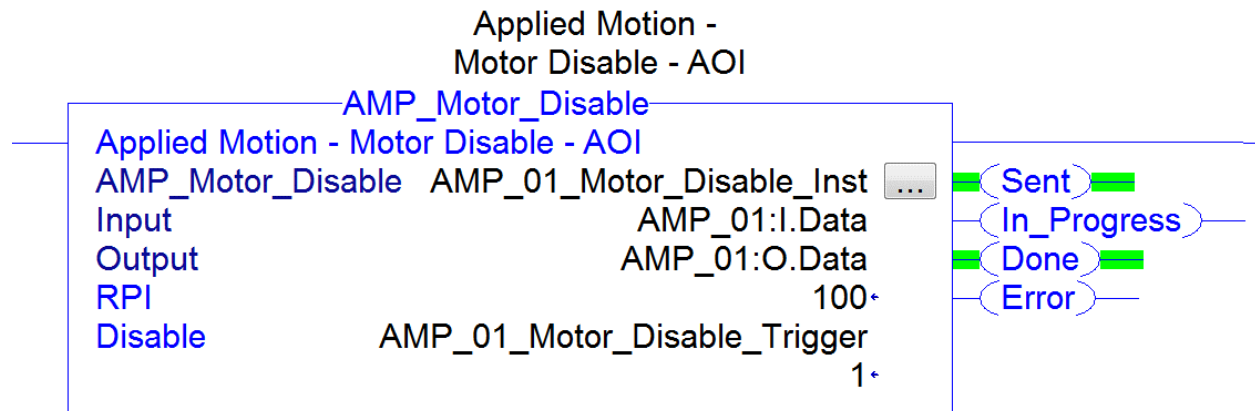 Applied Motion -
Motor Disable - AOI
AMP_Motor_Disable
Applied Motion - Motor Disable - AOI
AMP_Motor_Disable AMP_01_Motor_Disable_Inst ... Sent
Input AMP_01:I.Data In_Progress
Output AMP_01:O.Data Done
RPI 100 Error
Disable AMP_01_Motor_Disable_Trigger
1